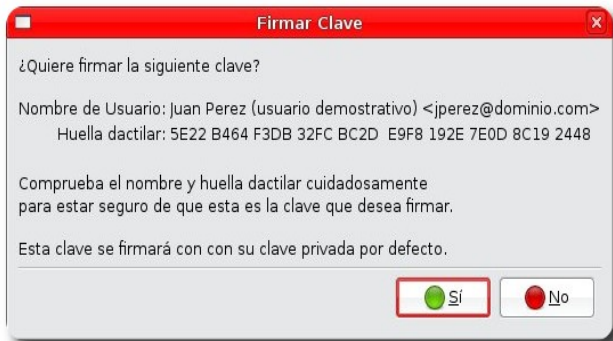 Firmar Clave
¿Quiere firmar la siguiente clave?
Nombre de Usuario: Juan Perez (usuario demostrativo) <jperez@dominio.com>
Huella dactilar: 5E22 B464 F3DB 32FC BC2D  E9F8 192E 7E0D 8C19 2448
Comprueba el nombre y huella dactilar cuidadosamente
para estar seguro de que esta es la clave que desea firmar.
Esta clave se firmará con con su clave privada por defecto.
Sí
No